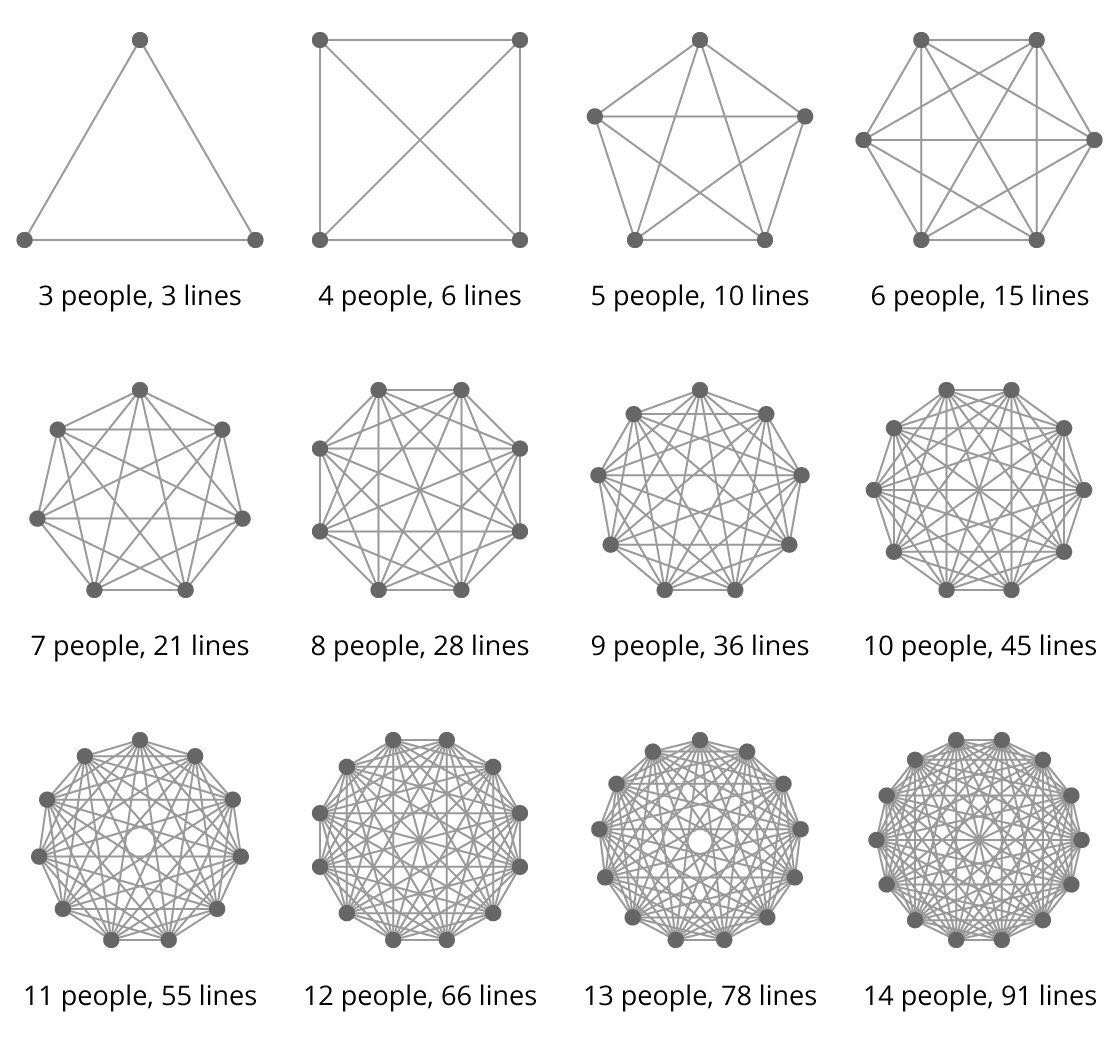 3 people, 3 lines
4 people, 6 lines
5 people, 10 lines
6 people, 15 lines
7 people, 21 lines
8 people, 28 lines
9 people, 36 lines
10 people, 45 lines
11 people, 55 lines
12 people, 66 lines
13 people, 78 lines
14 people, 91 lines